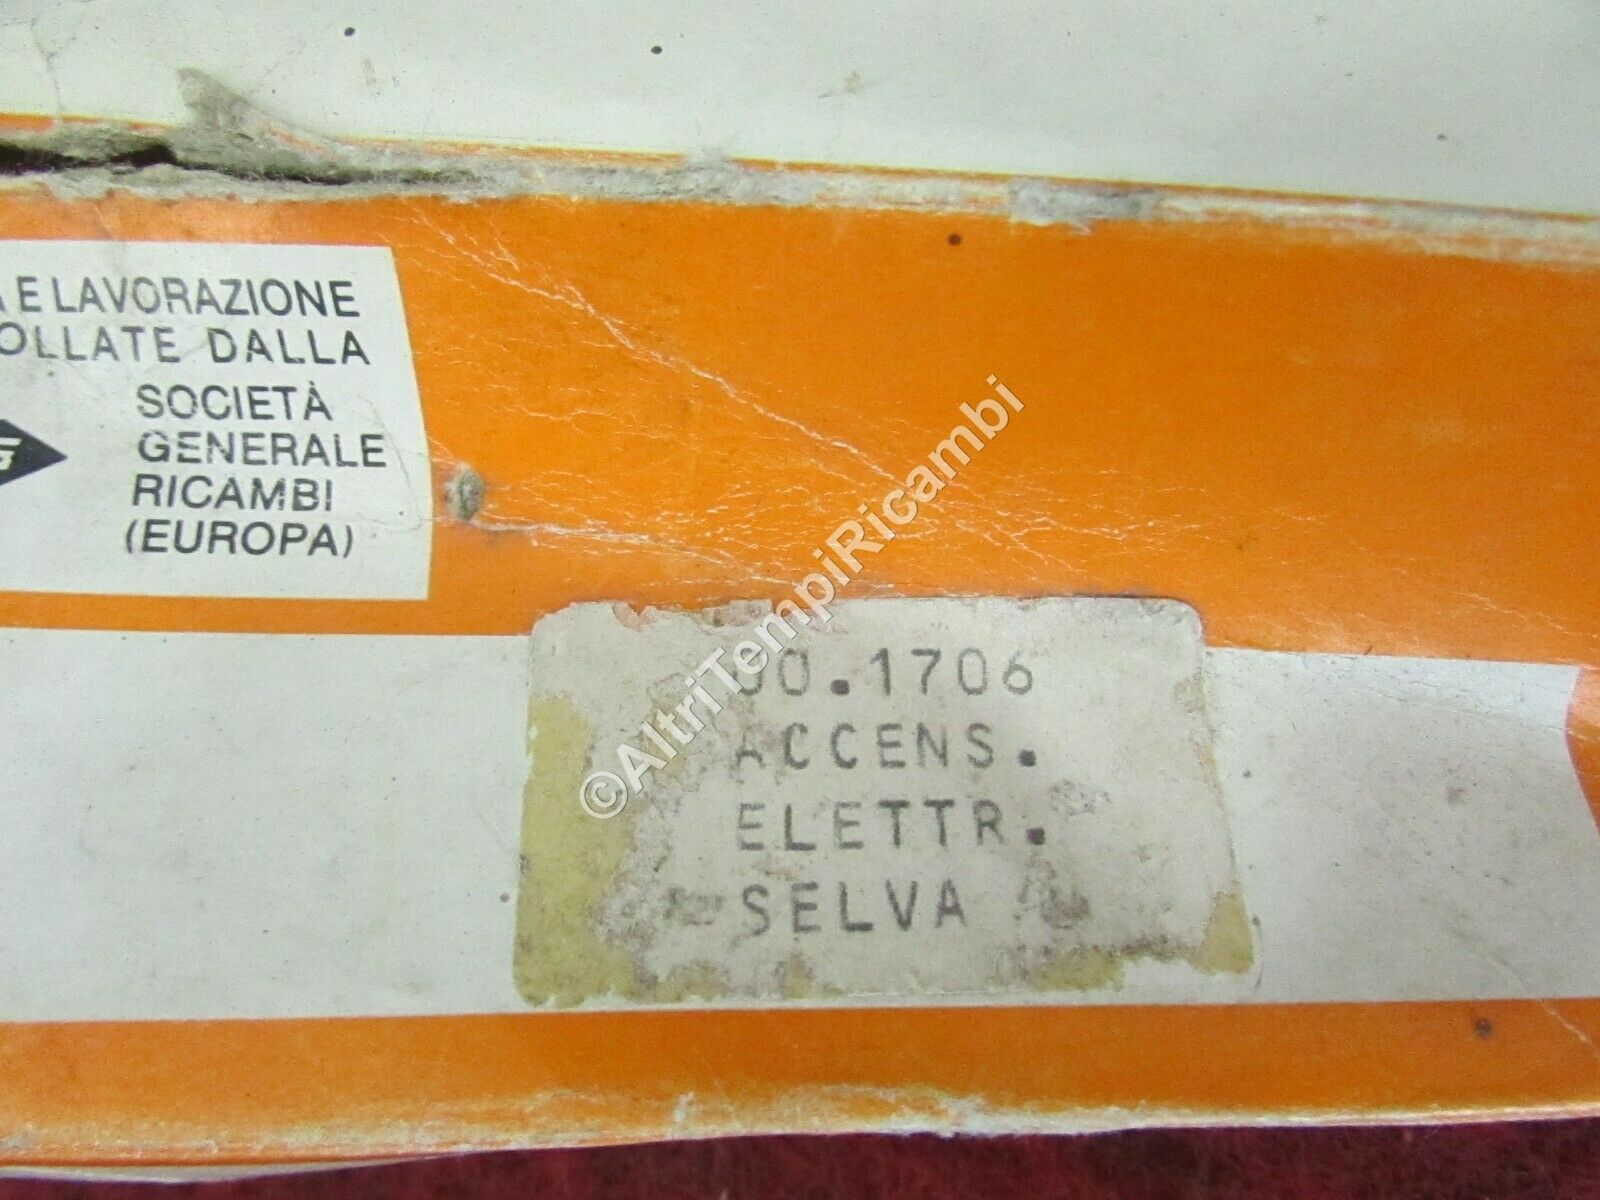 A E LAVORAZIONE
OLLATE DALLA
SOCIETÀ
GENERALE
RICAMBI
(EUROPA)
©AltriTempiRicambi
00.1706
ACCENS.
ELETTR.
SELVA